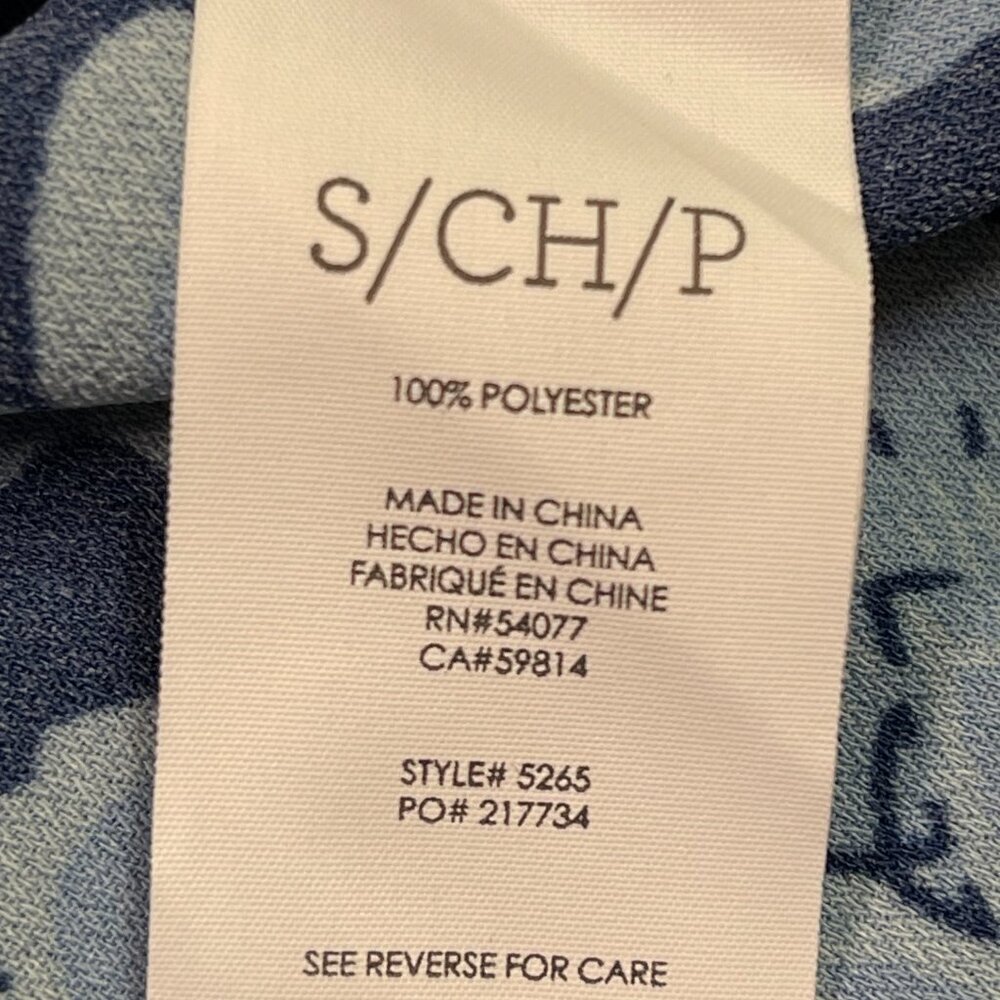 S/CH/P
100% POLYESTER
MADE IN CHINA
HECHO EN CHINA
FABRIQUÉ EN CHINE
RN#54077
CA#59814
STYLE# 5265
PO# 217734
SEE REVERSE FOR CARE